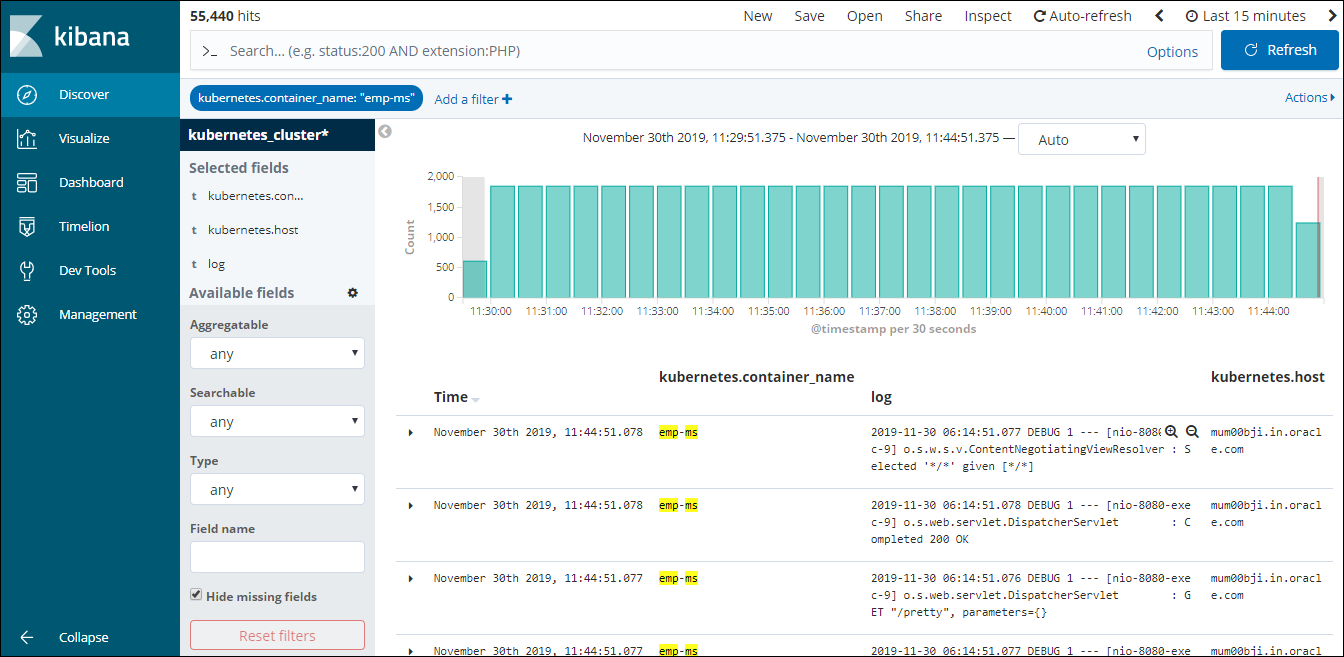 kibana
Discover
Visualize
Dashboard
Timelion
Dev Tools
Management
Collapse
55,440 hits
New Save Open Share Inspect Auto-refresh Last 15 minutes
>_ Search... (e.g. status:200 AND extension:PHP) Options Refresh
kubernetes.container_name: "emp-ms" Add a filter Actions
kubernetes_cluster*
Selected fields
t kubernetes.con...
t kubernetes.host
t log
Available fields
Aggregatable
any
Searchable
any
Type
any
Field name
Hide missing fields
Reset filters
November 30th 2019, 11:29:51.375 - November 30th 2019, 11:44:51.375 — Auto
Count
2,000
1,500
1,000
500
0
11:30:00 11:31:00 11:32:00 11:33:00 11:34:00 11:35:00 11:36:00 11:37:00 11:38:00 11:39:00 11:40:00 11:41:00 11:42:00 11:43:00 11:44:00
@timestamp per 30 seconds
kubernetes.container_name kubernetes.host
Time log
November 30th 2019, 11:44:51.078 emp-ms 2019-11-30 06:14:51.077 DEBUG 1 --- [nio-8080 mum00bji.in.oracl
c-9] o.s.w.s.v.ContentNegotiatingViewResolver : S e.com
elected '*/*' given [*/*]
November 30th 2019, 11:44:51.078 emp-ms 2019-11-30 06:14:51.078 DEBUG 1 --- [nio-8080-exe mum00bji.in.oracl
c-9] o.s.web.servlet.DispatcherServlet : C e.com
ompleted 200 OK
November 30th 2019, 11:44:51.077 emp-ms 2019-11-30 06:14:51.076 DEBUG 1 --- [nio-8080-exe mum00bji.in.oracl
c-9] o.s.web.servlet.DispatcherServlet : G e.com
ET "/pretty", parameters={}
November 30th 2019, 11:44:51.071 emp-ms 2019-11-30 06:14:51.071 DEBUG 1 --- [nio-8080-exe mum00bji.in.oracl